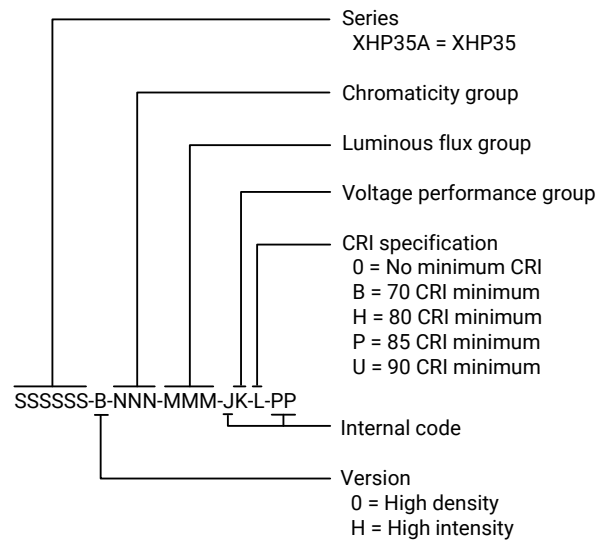 Series
XHP35A = XHP35
Chromaticity group
Luminous flux group
Voltage performance group
CRI specification
0 = No minimum CRI
B = 70 CRI minimum
H = 80 CRI minimum
P = 85 CRI minimum
U = 90 CRI minimum
SSSSSS-B-NNN-MMM-JK-L-PP
Internal code
Version
0 = High density
H = High intensity